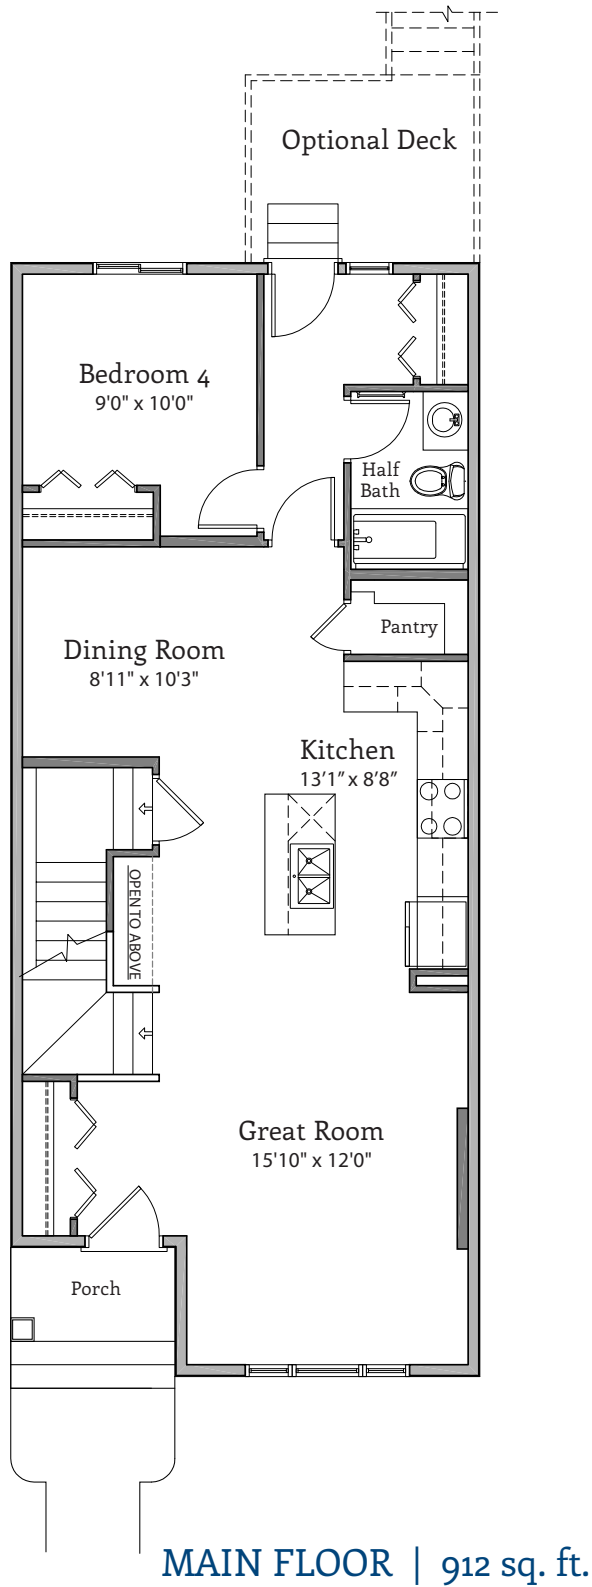 Optional Deck
Bedroom 4
9'0" x 10'0"
Half
Bath
Pantry
Dining Room
8'11" x 10'3"
Kitchen
13'1” x 8'8”
OPEN TO ABOVE
Great Room
15'10" x 12'0"
Porch
MAIN FLOOR | 912 sq. ft.